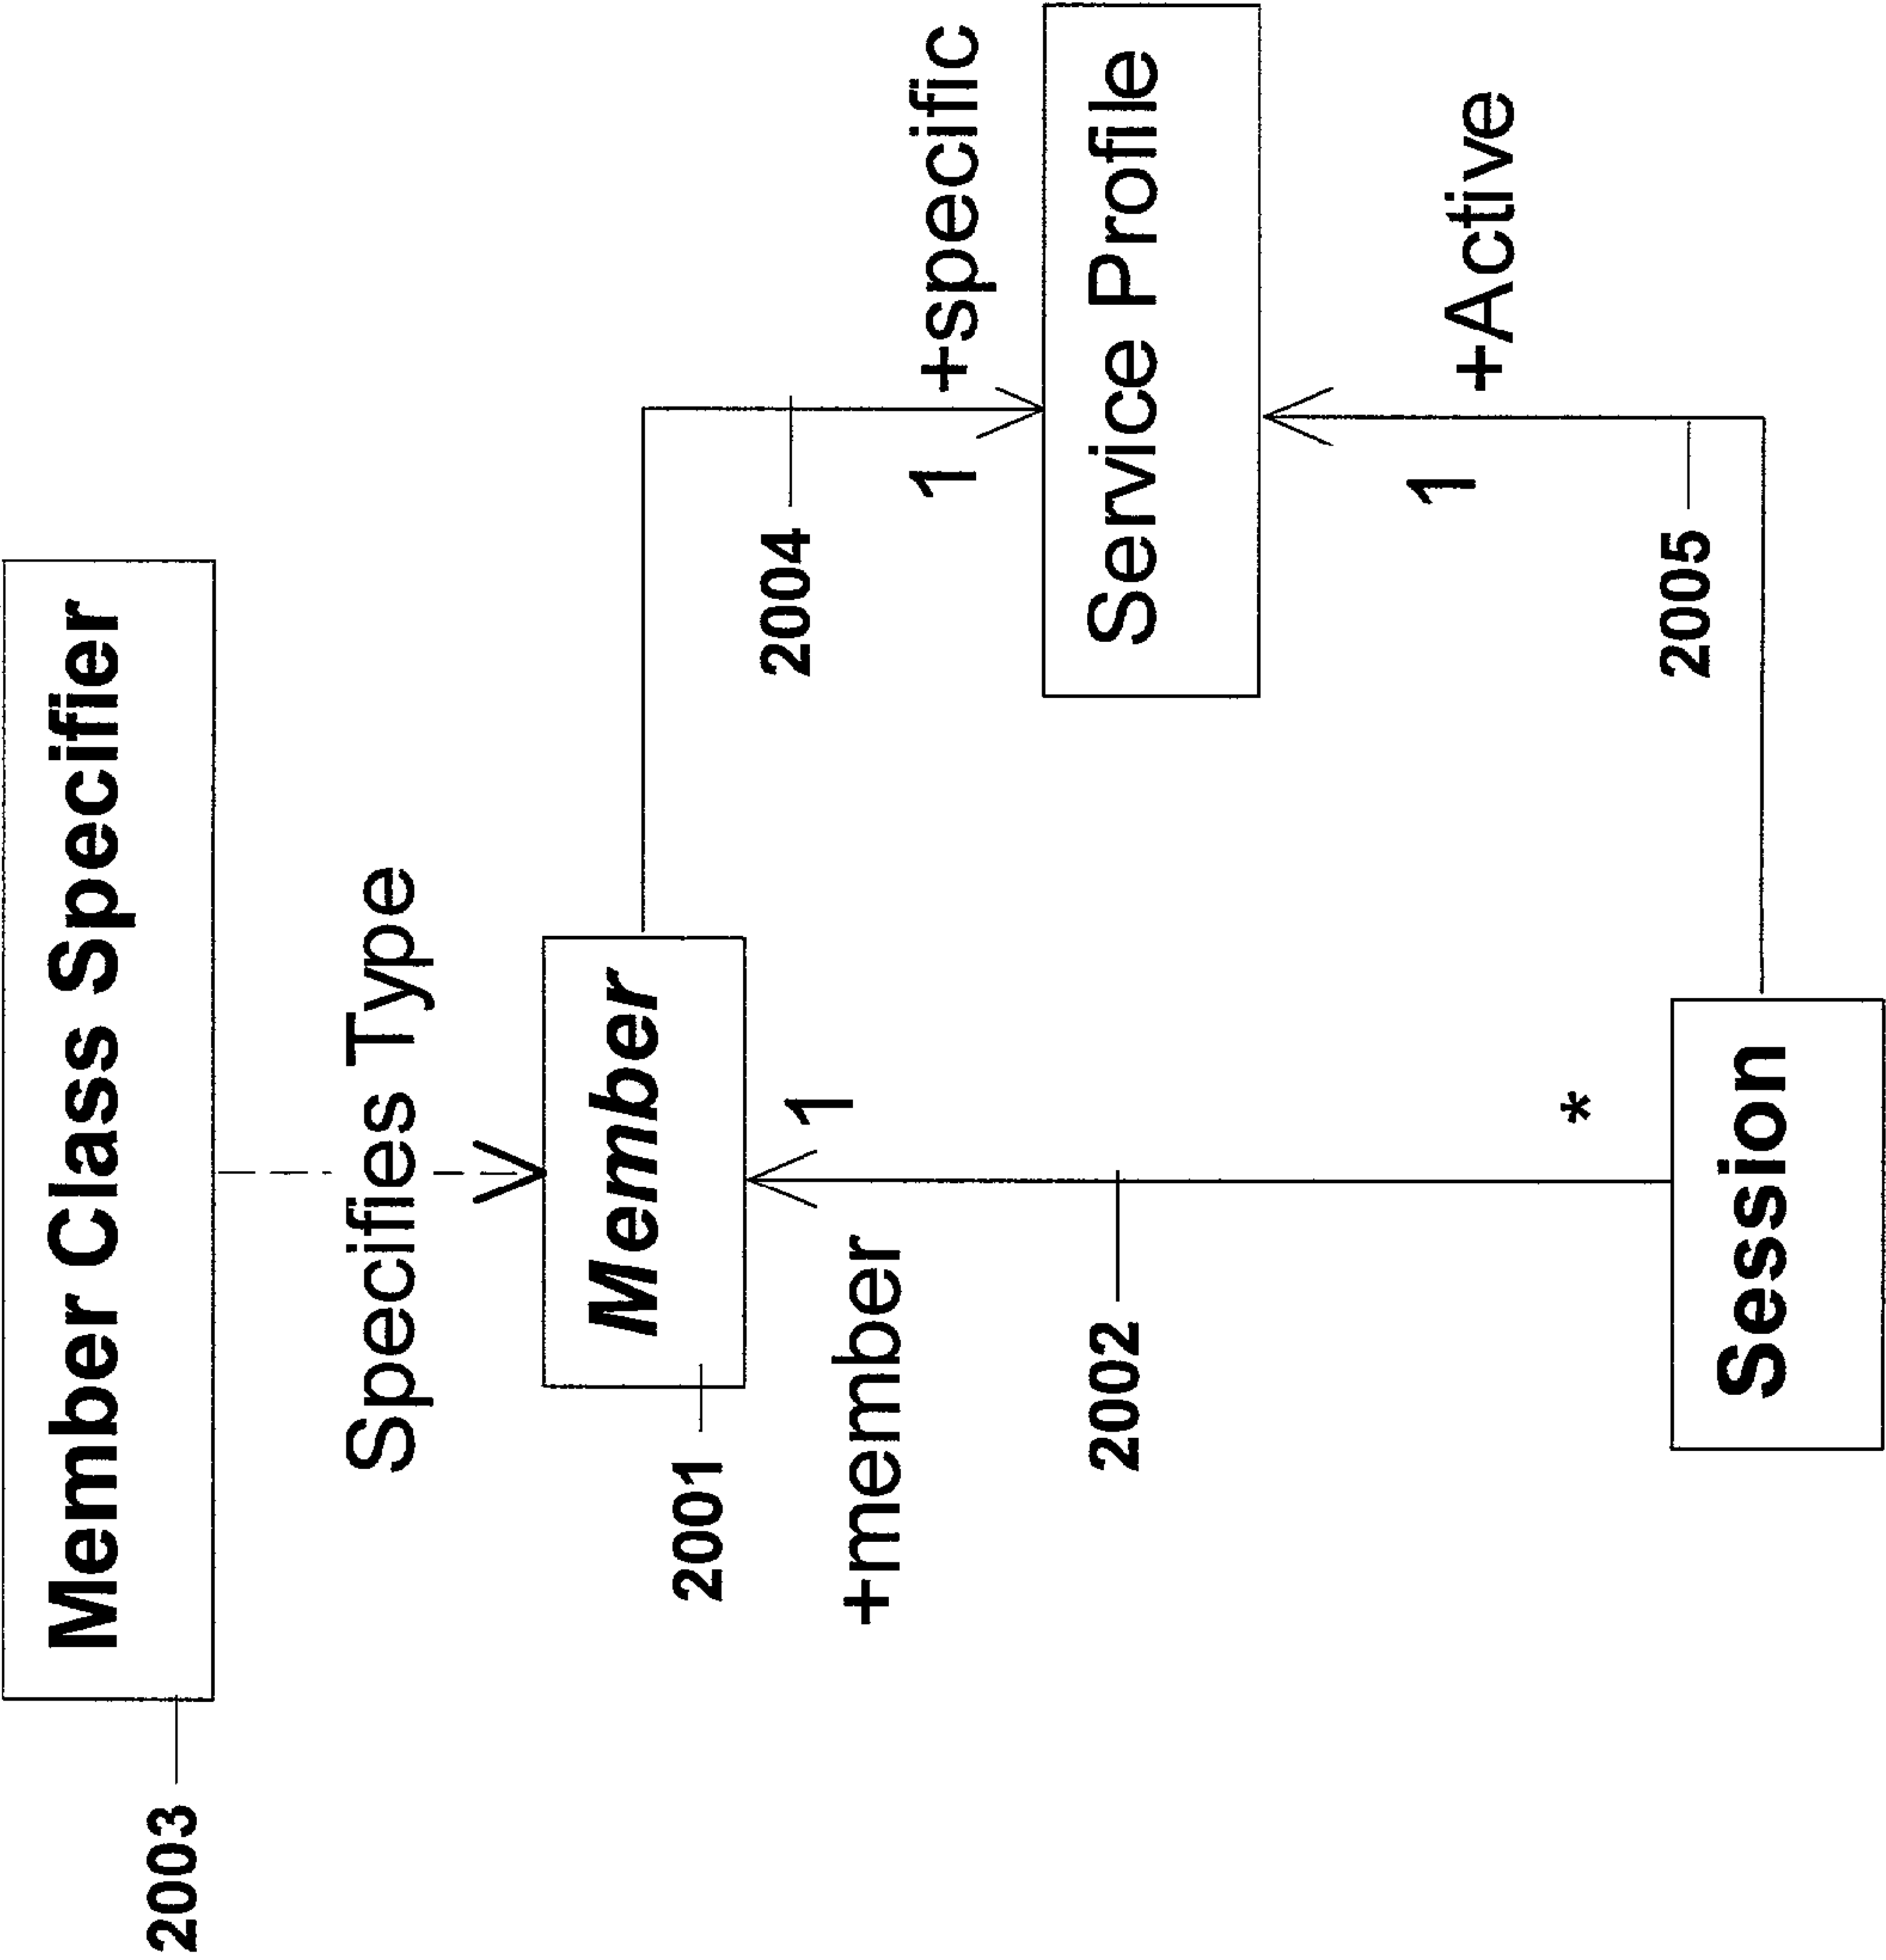 2003
Member Class Specifier
Specifies Type
2001
Member
2004
1
+specific
+member
1
Service Profile
2002
1
+Active
*
2005
Session